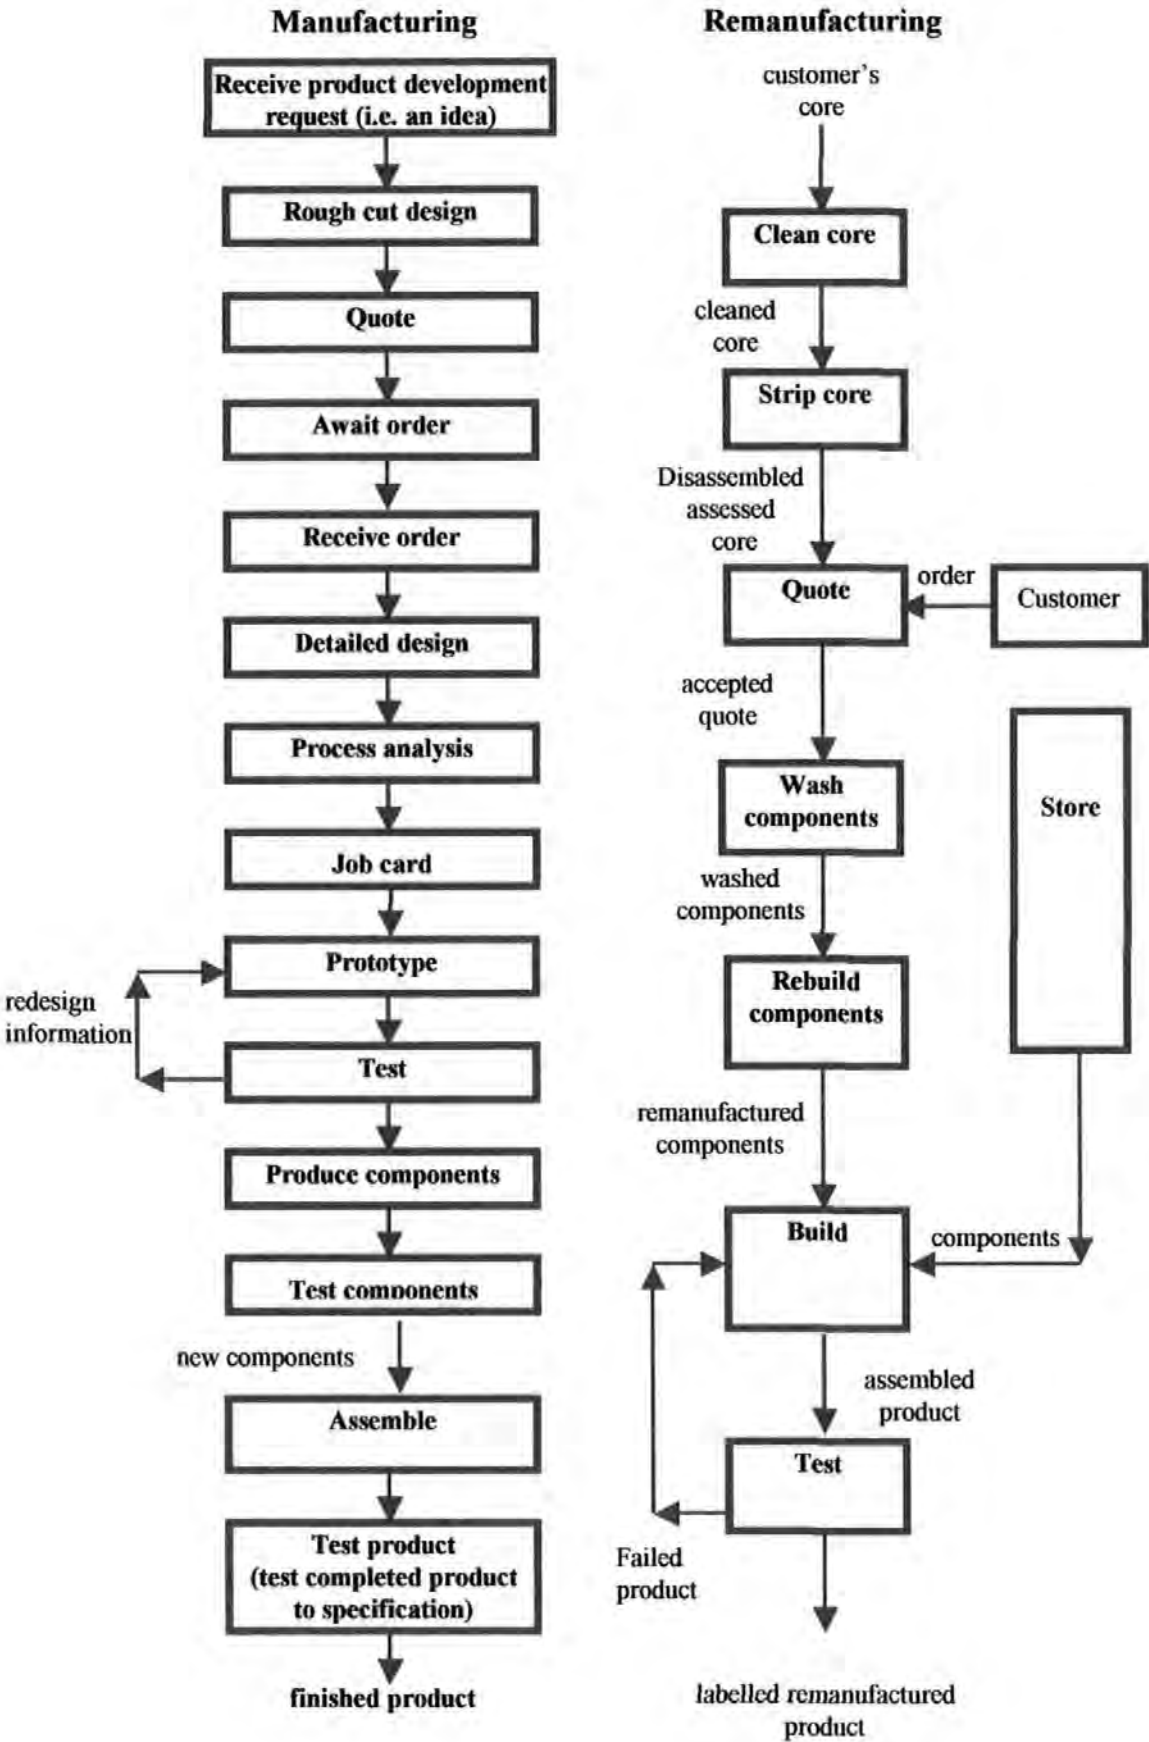 Manufacturing
Receive product development
request (i.e. an idea)
Rough cut design
Quote
Await order
Receive order
Detailed design
Process analysis
Job card
Prototype
redesign
information
Test
Produce components
Test components
new components
Assemble
Test product
(test completed product
to specification)
finished product
Remanufacturing
customer's
core
Clean core
cleaned
core
Strip core
Disassembled
assessed
core
Quote
order
Customer
accepted
quote
Wash
components
Store
washed
components
Rebuild
components
remanufactured
components
Build
components
assembled
product
Test
Failed
product
labelled remanufactured
product